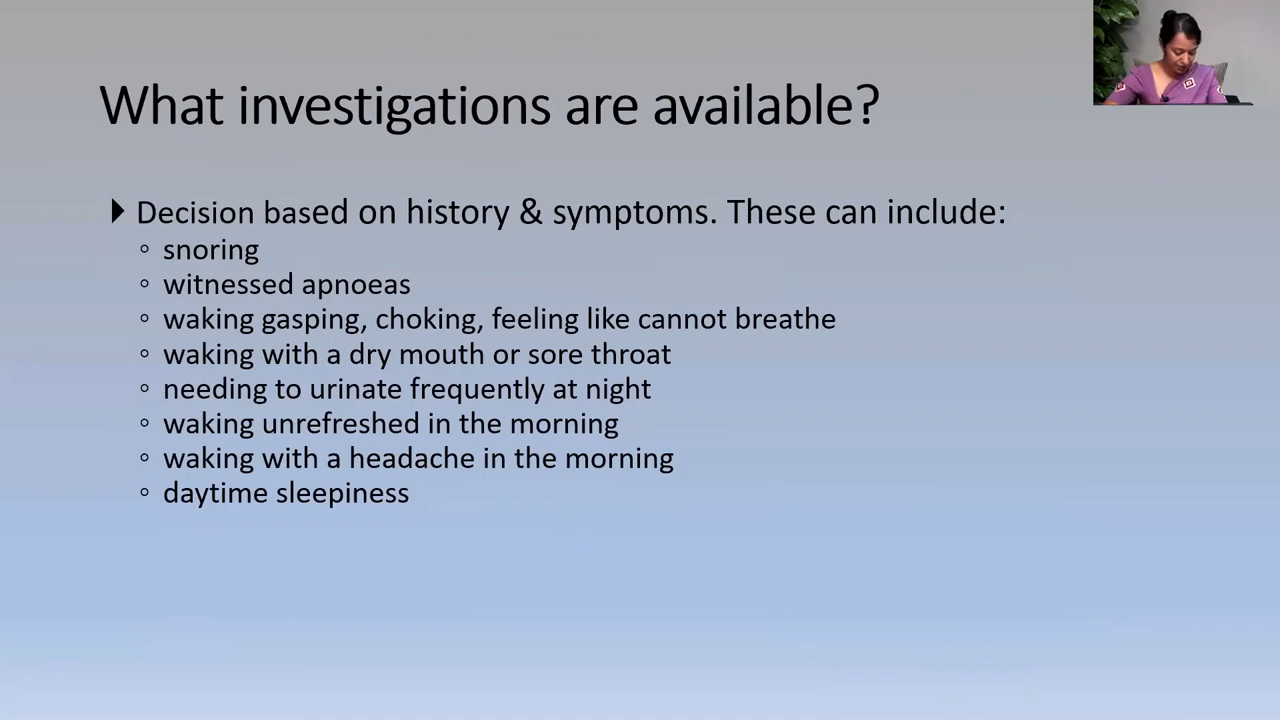 What investigations are available?
Decision based on history & symptoms. These can include:
snoring
witnessed apnoeas
waking gasping, choking, feeling like cannot breathe
waking with a dry mouth or sore throat
needing to urinate frequently at night
waking unrefreshed in the morning
waking with a headache in the morning
daytime sleepiness